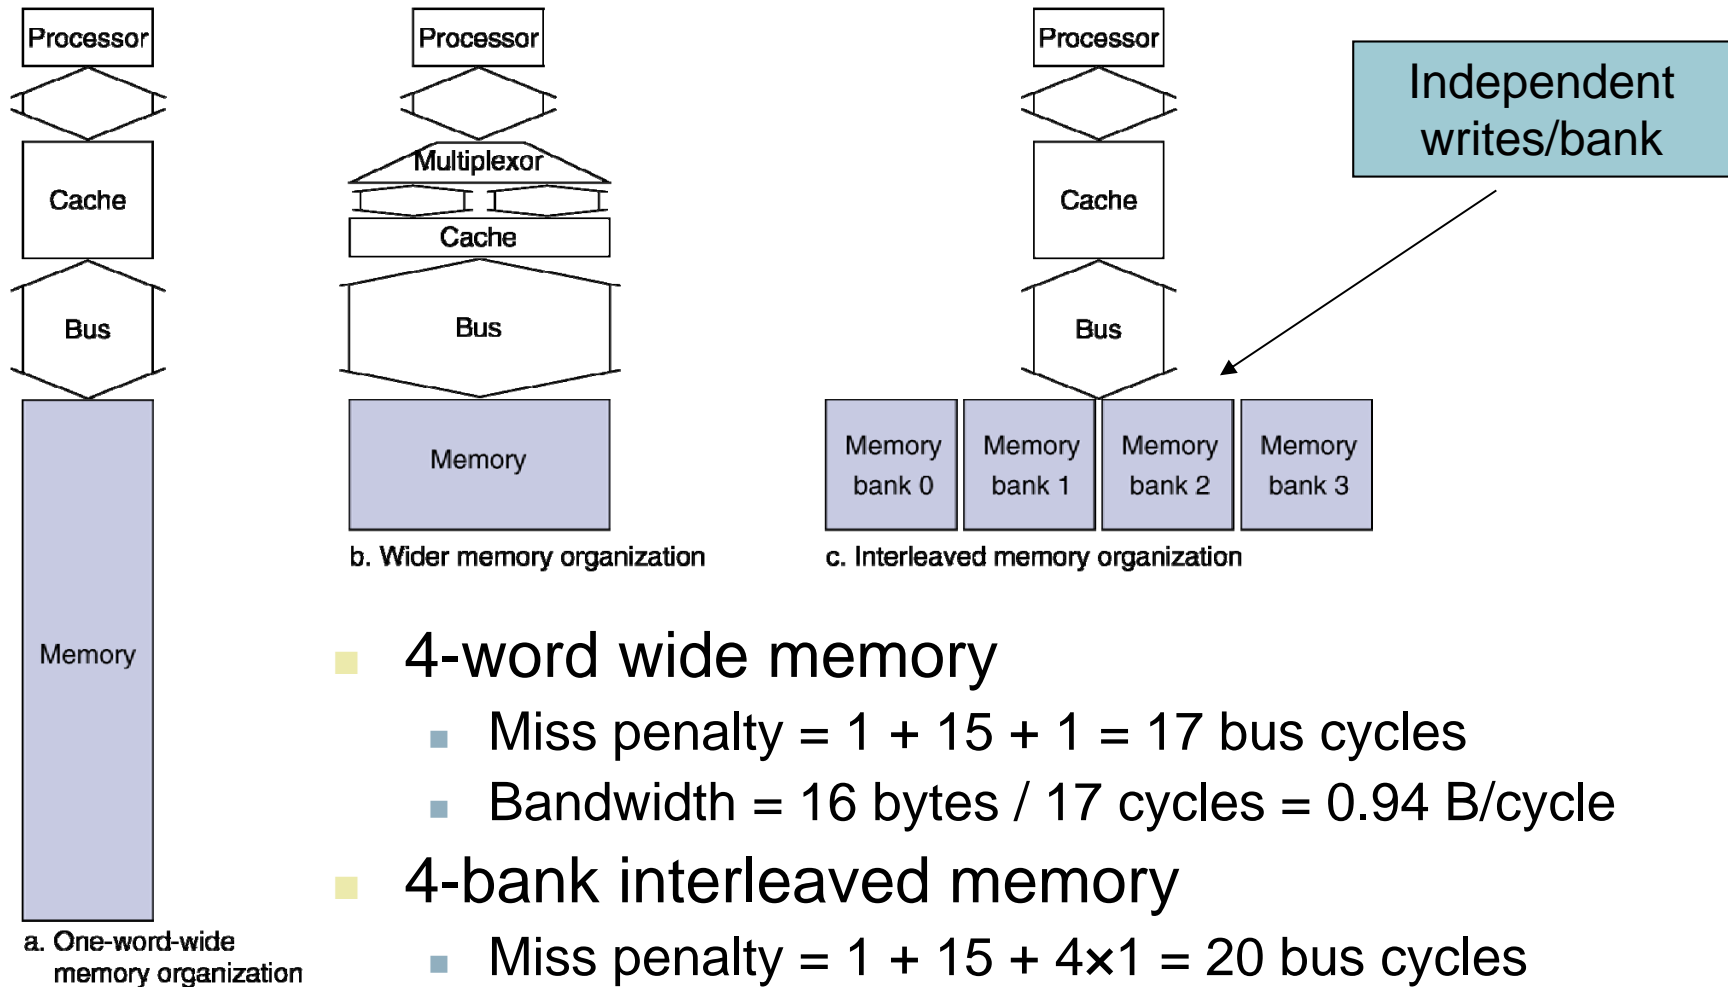 Processor
Cache
Bus
Memory
a. One-word-wide
memory organization
Processor
Multiplexor
Cache
Bus
Memory
b. Wider memory organization
Processor
Cache
Bus
Memory
bank 0
Memory
bank 1
Memory
bank 2
Memory
bank 3
c. Interleaved memory organization
Independent
writes/bank
4-word wide memory
Miss penalty = 1 + 15 + 1 = 17 bus cycles
Bandwidth = 16 bytes / 17 cycles = 0.94 B/cycle
4-bank interleaved memory
Miss penalty = 1 + 15 + 4×1 = 20 bus cycles